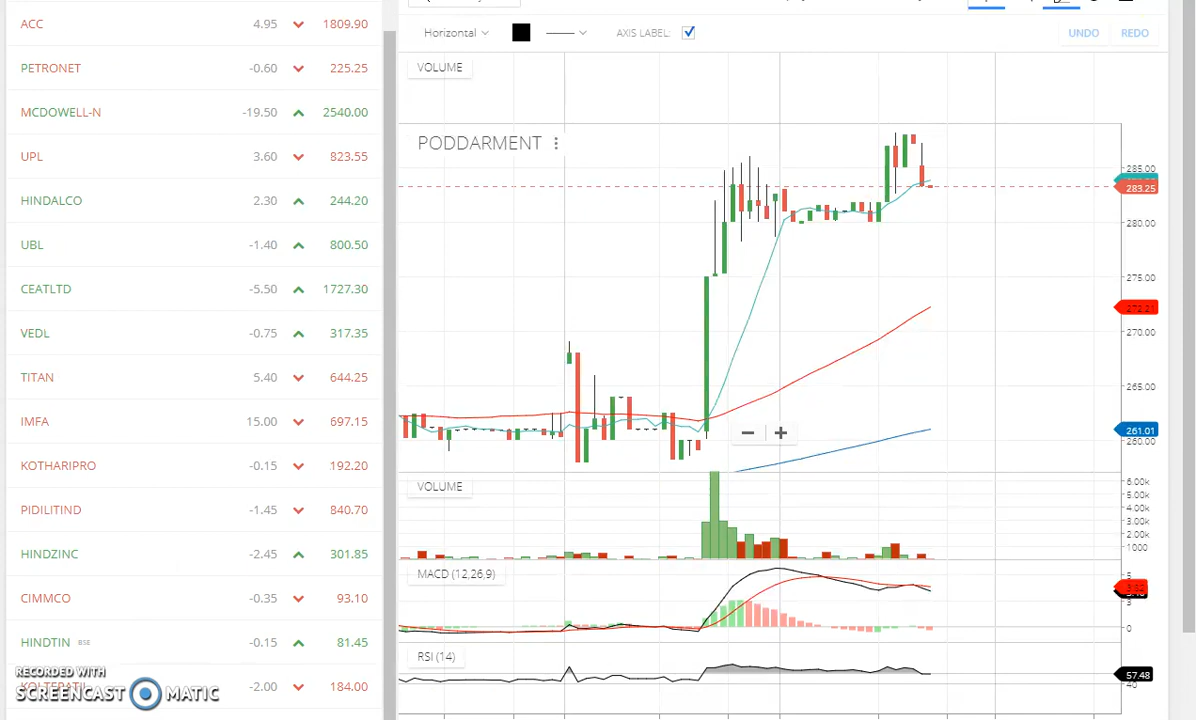 ACC 4.95 1809.90
PETRONET -0.60 225.25
MCDOWELL-N -19.50 2540.00
UPL 3.60 823.55
HINDALCO 2.30 244.20
UBL -1.40 800.50
CEATLTD -5.50 1727.30
VEDL -0.75 317.35
TITAN 5.40 644.25
IMFA 15.00 697.15
KOTHARIPRO -0.15 192.20
PIDILITIND -1.45 840.70
HINDZINC -2.45 301.85
CIMMCO -0.35 93.10
HINDTIN BSE -0.15 81.45
-2.00 184.00
RECORDED WITH
SCREENCAST MATIC
Horizontal AXIS LABEL: UNDO REDO
VOLUME
PODDARMENT
285.00
283.25
280.00
275.00
272.21
270.00
265.00
261.01
260.00
VOLUME
6.00k
5.00k
4.00k
3.00k
2.00k
1000
MACD (12,26,9)
5
3
0
RSI (14)
57.48
40